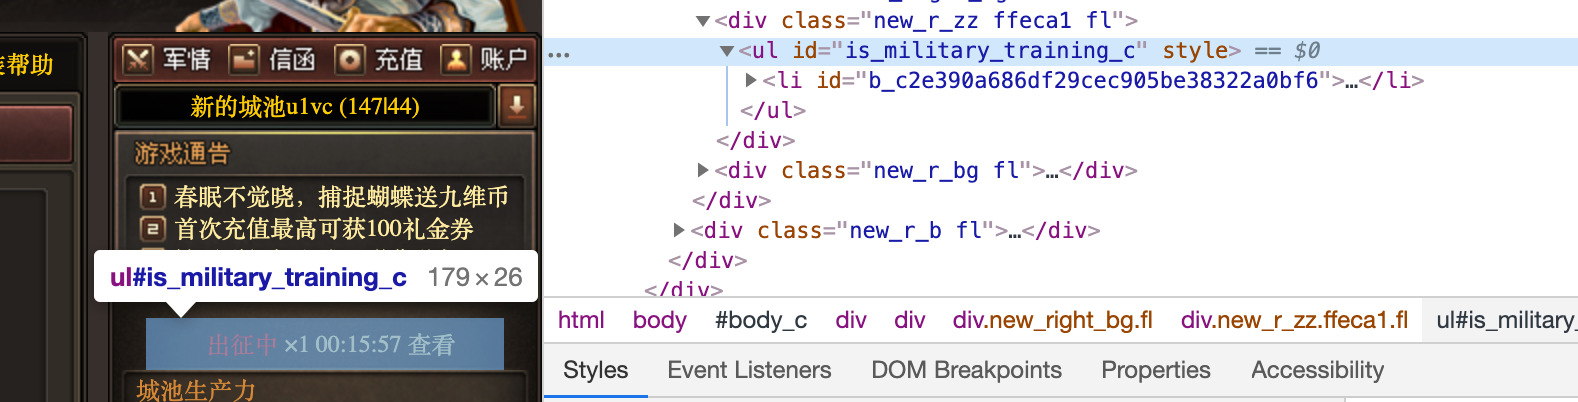 军情 信函 充值 账户
装帮助
新的城池u1vc (147|44)
游戏通告
1 春眠不觉晓，捕捉蝴蝶送九维币
2 首次充值最高可获100礼金券
ul#is_military_training_c 179 × 26
出征中 ×1 00:15:57 查看
城池生产力
<div class="new_r_zz ffeca1 fl">
... <ul id="is_military_training_c" style> == $0
<li id="b_c2e390a686df29cec905be38322a0bf6">…</li>
</ul>
</div>
<div class="new_r_bg fl">…</div>
</div>
<div class="new_r_b fl">…</div>
</div>
</div>
html body #body_c div div div.new_right_bg.fl div.new_r_zz.ffeca1.fl ul#is_military_
Styles Event Listeners DOM Breakpoints Properties Accessibility